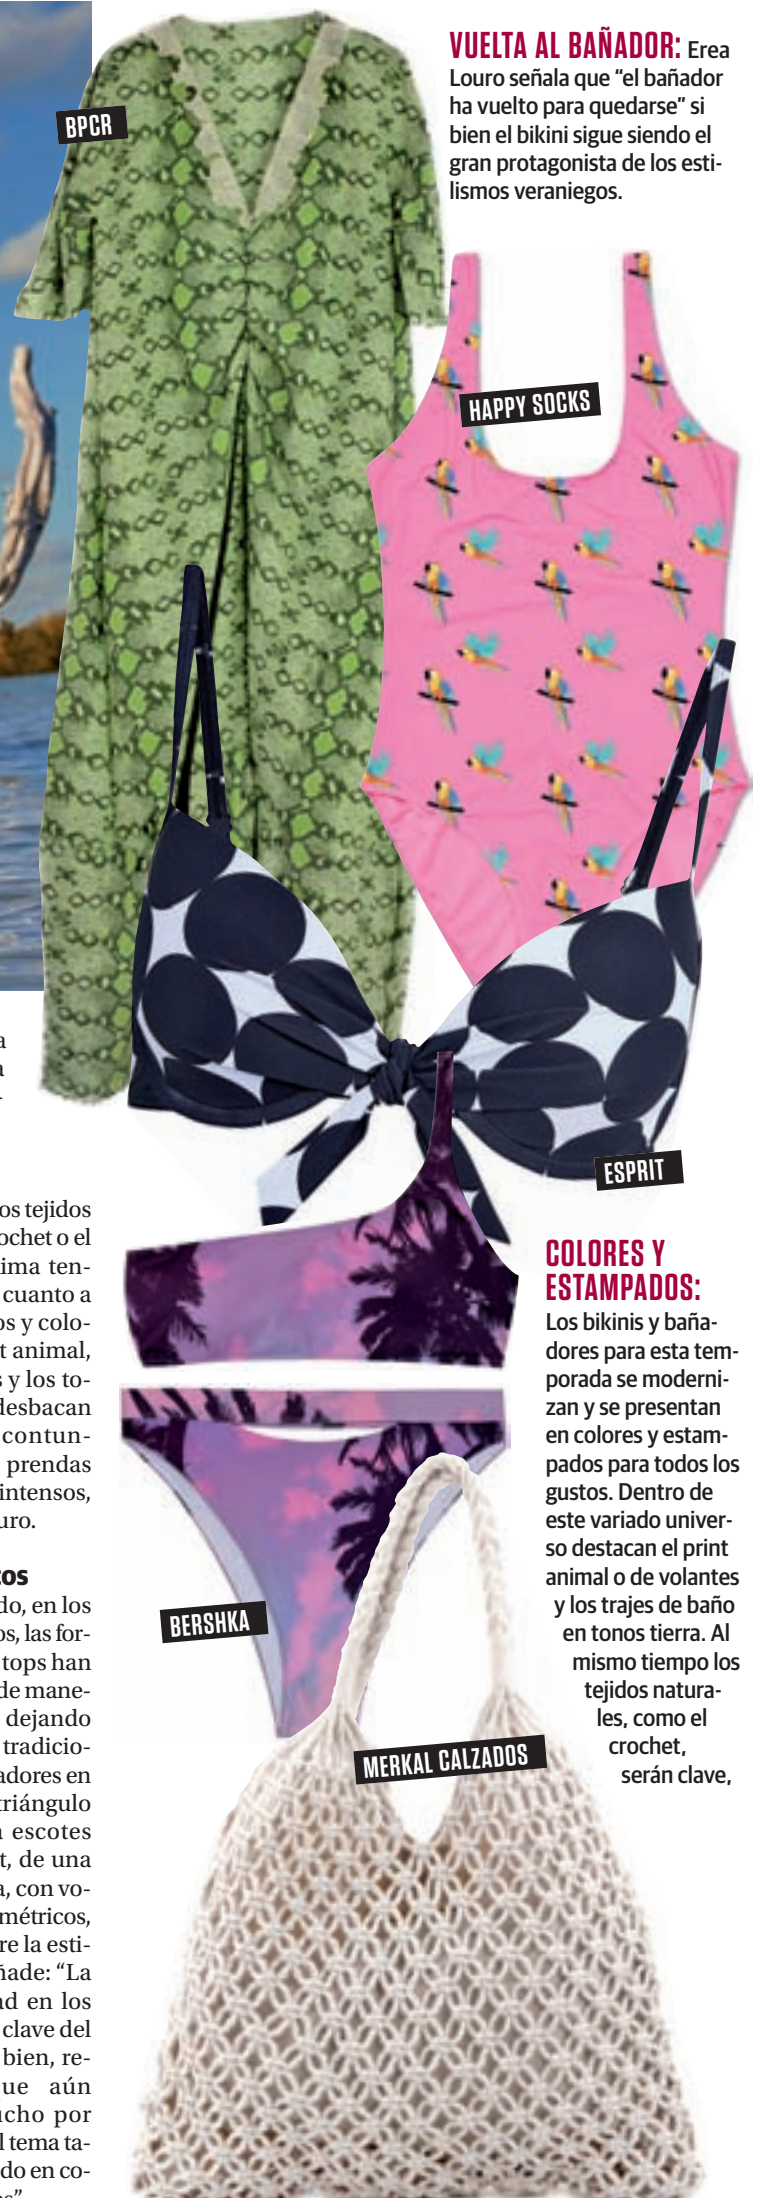 BPCR
VUELTA AL BAÑADOR: Erea
Louro señala que “el bañador
ha vuelto para quedarse” si
bien el bikini sigue siendo el
gran protagonista de los esti-
lismos veraniegos.
HAPPY SOCKS
ESPRIT
a
a
-
os tejidos
ochet o el
ima ten-
cuanto a
os y colo-
t animal,
s y los to-
desbacan
contun-
prendas
intensos,
uro.
tos
do, en los
os, las for-
tops han
de mane-
dejando
tradicio-
adores en
triángulo
a escotes
t, de una
a, con vo-
métricos,
re la esti-
ñade: “La
ad en los
clave del
bien, re-
ue aún
ucho por
l tema ta-
do en co-
COLORES Y
ESTAMPADOS:
Los bikinis y baña-
dores para esta tem-
porada se moderni-
zan y se presentan
en colores y estam-
pados para todos los
gustos. Dentro de
este variado univer-
so destacan el print
animal o de volantes
y los trajes de baño
en tonos tierra. Al
mismo tiempo los
tejidos natura-
les, como el
crochet,
serán clave,
BERSHKA
MERKAL CALZADOS